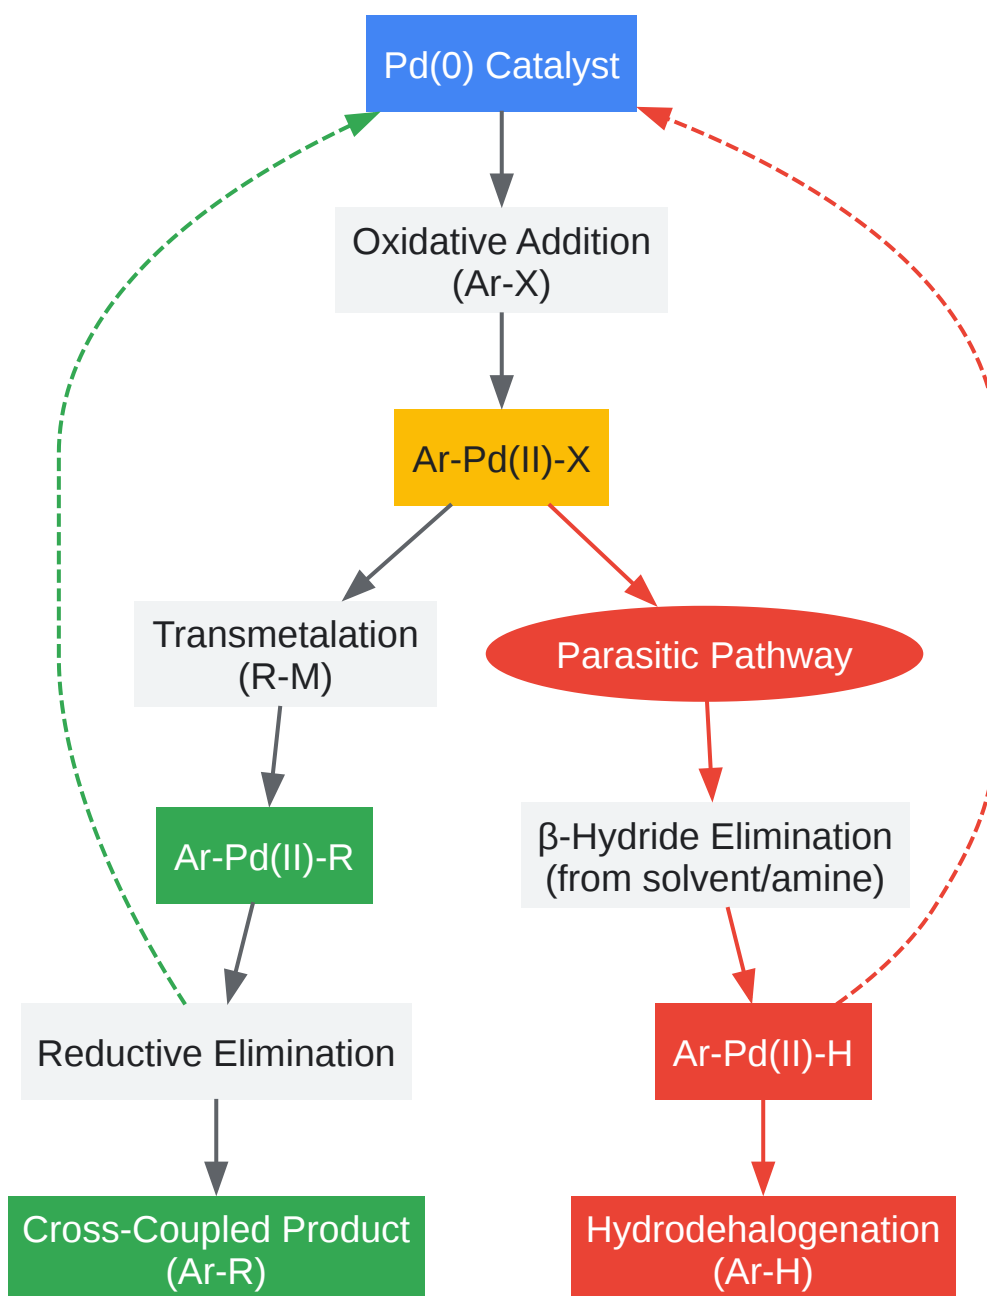 Pd(0) Catalyst
Oxidative Addition
(Ar-X)
Ar-Pd(II)-X
Transmetalation
(R-M)
Parasitic Pathway
Ar-Pd(II)-R
β-Hydride Elimination
(from solvent/amine)
Reductive Elimination
Ar-Pd(II)-H
Cross-Coupled Product
(Ar-R)
Hydrodehalogenation
(Ar-H)